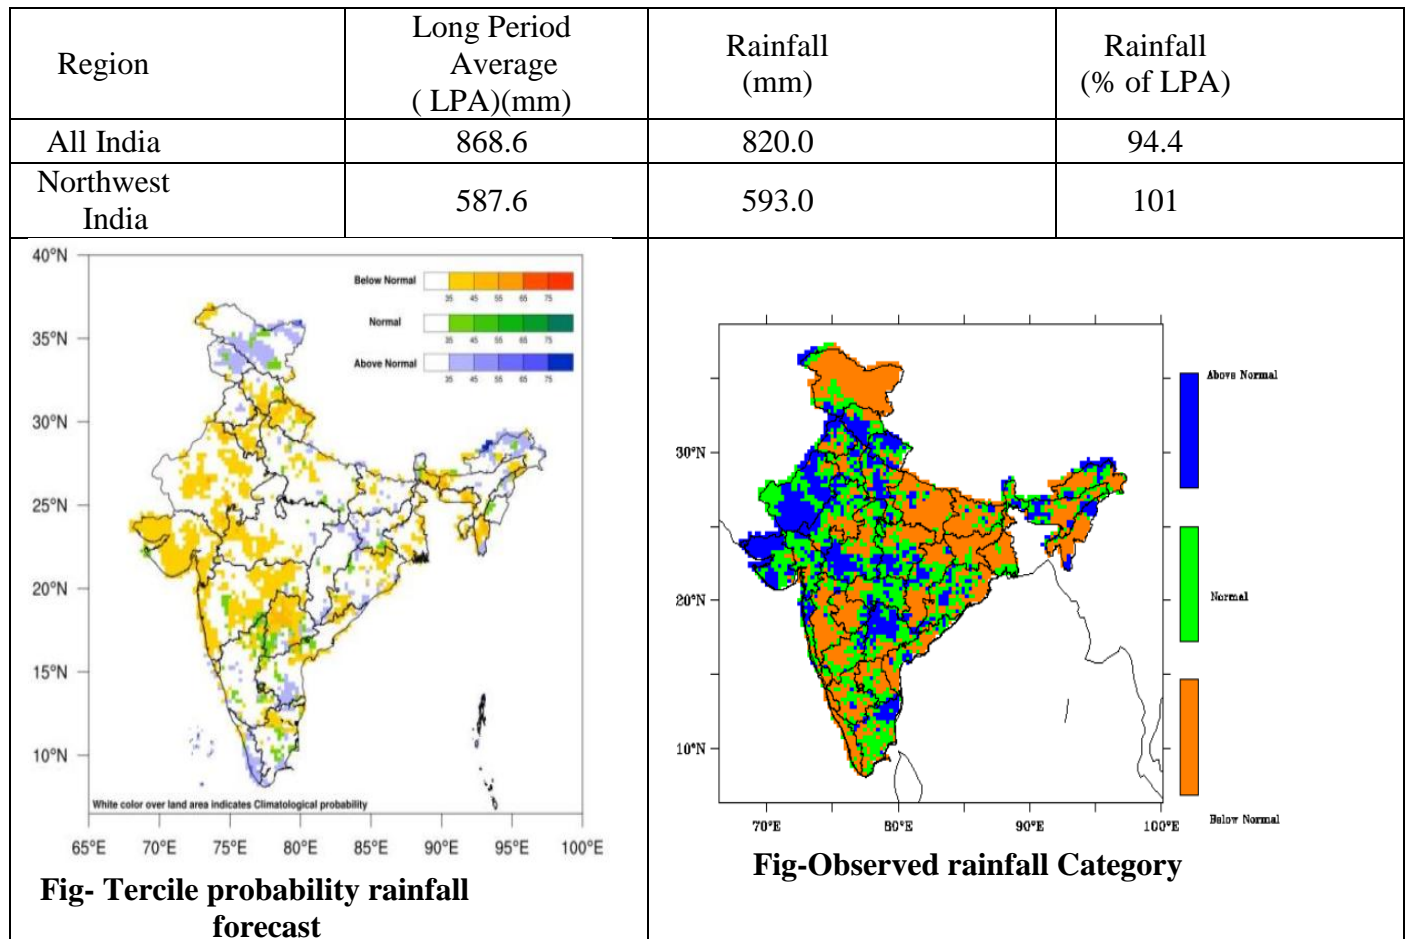 Region
Long Period
Average
( LPA)(mm)
Rainfall
(mm)
Rainfall
(% of LPA)
All India
868.6
820.0
94.4
Northwest
India
587.6
593.0
101
40°N
35°N
30°N
25°N
20°N
15°N
10°N
Below Normal
35 45 55 65 75
Normal
35 45 55 65 75
Above Normal
35 45 55 65 75
White color over land area indicates Climatological probability
65°E 70°E 75°E 80°E 85°E 90°E 95°E 100°E
Fig- Tercile probability rainfall
forecast
30°N
20°N
10°N
70°E 80°E 90°E 100°E
Above Normal
Normal
Below Normal
Fig-Observed rainfall Category